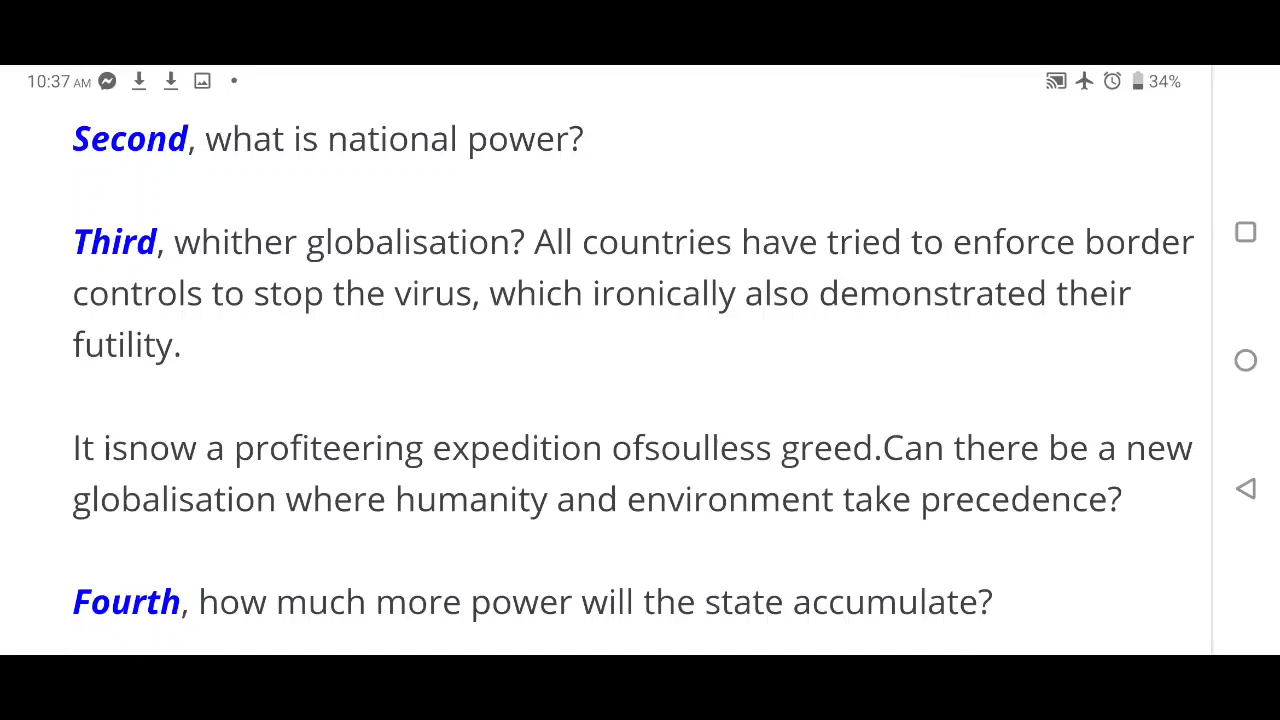 10:37 AM
34%
Second, what is national power?
Third, whither globalisation? All countries have tried to enforce border
controls to stop the virus, which ironically also demonstrated their
futility.
It isnow a profiteering expedition ofsoulless greed.Can there be a new
globalisation where humanity and environment take precedence?
Fourth, how much more power will the state accumulate?